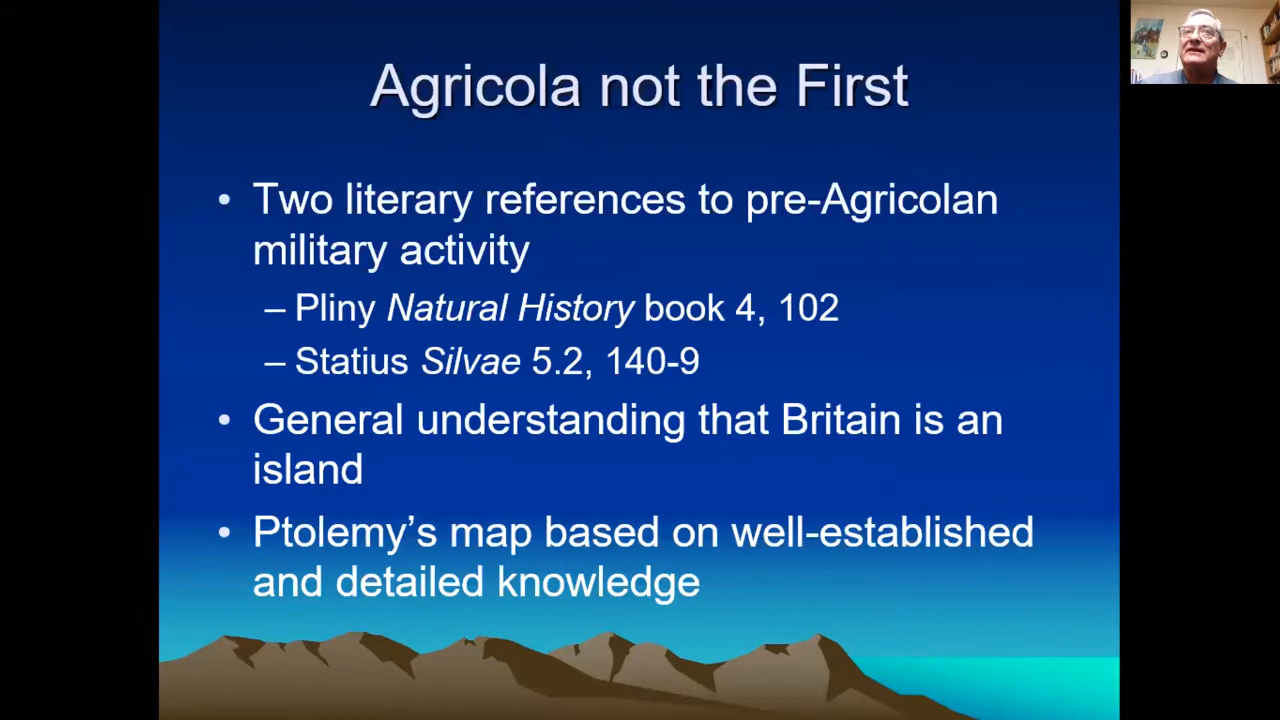 Agricola not the First
• Two literary references to pre-Agricolan
military activity
– Pliny Natural History book 4, 102
– Statius Silvae 5.2, 140-9
• General understanding that Britain is an
island
• Ptolemy’s map based on well-established
and detailed knowledge